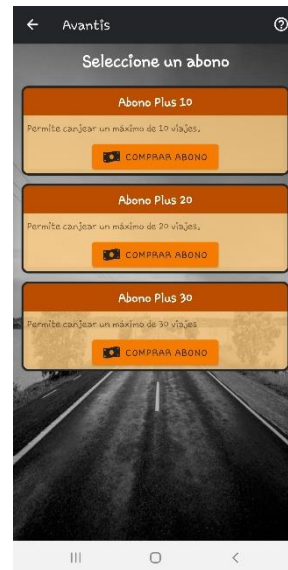 Avantis
Seleccione un abono
Abono Plus 10
Permite canjear un máximo de 10 viajes.
COMPRAR ABONO
Abono Plus 20
Permite canjear un máximo de 20 viajes.
COMPRAR ABONO
Abono Plus 30
Permite canjear un máximo de 30 viajes
COMPRAR ABONO